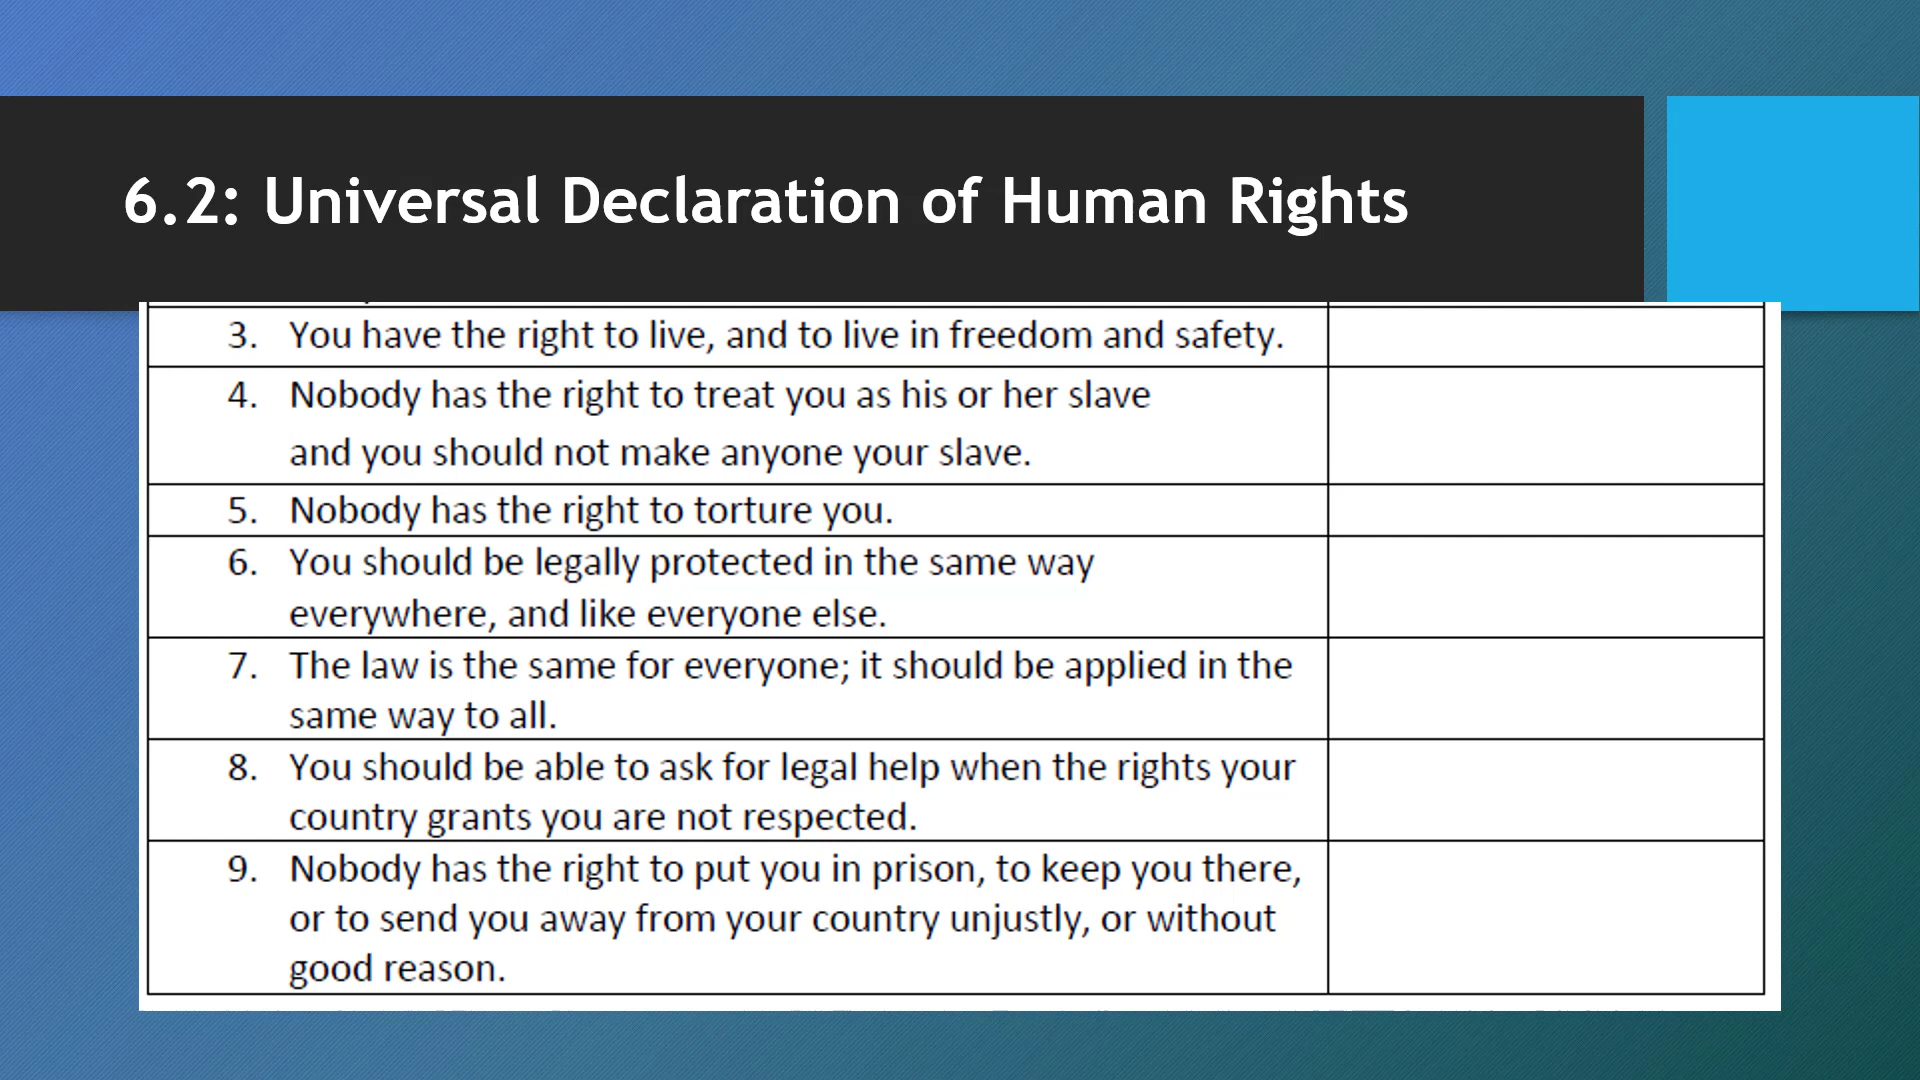 6.2: Universal Declaration of Human Rights
3. You have the right to live, and to live in freedom and safety.
4. Nobody has the right to treat you as his or her slave
and you should not make anyone your slave.
5. Nobody has the right to torture you.
6. You should be legally protected in the same way
everywhere, and like everyone else.
7. The law is the same for everyone; it should be applied in the
same way to all.
8. You should be able to ask for legal help when the rights your
country grants you are not respected.
9. Nobody has the right to put you in prison, to keep you there,
or to send you away from your country unjustly, or without
good reason.